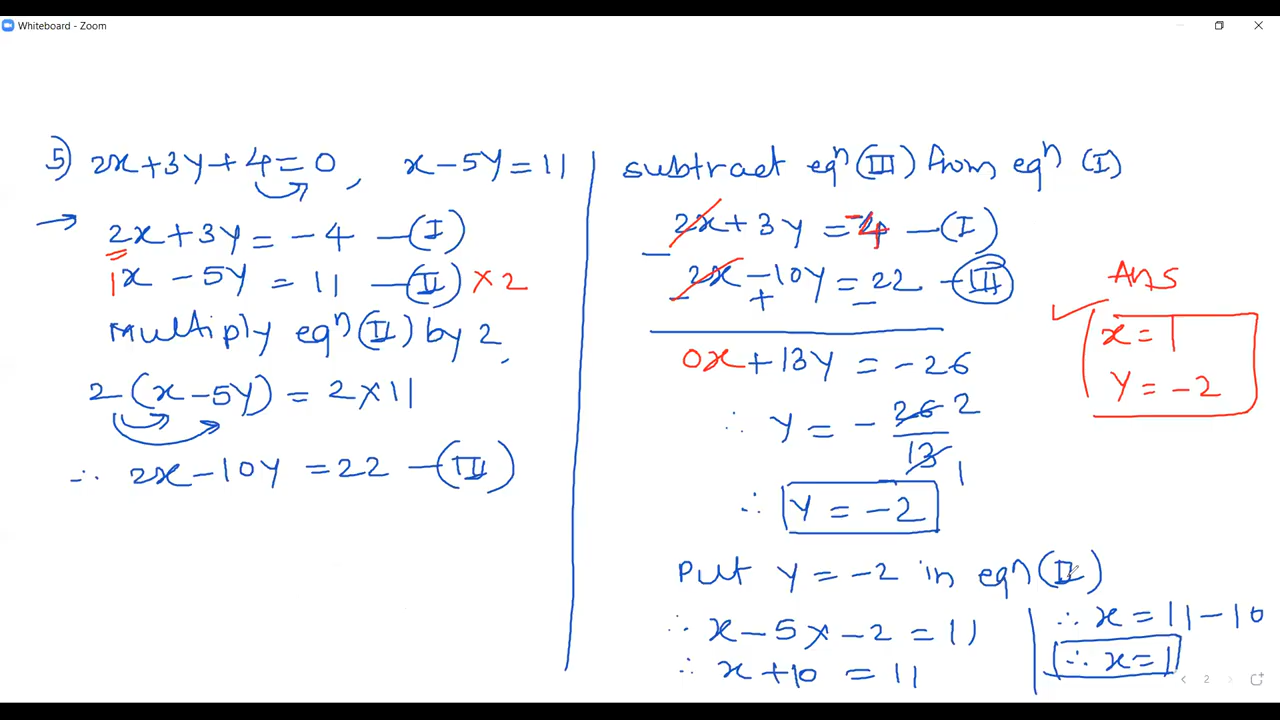 Whiteboard - Zoom
5) 2x+3y+4=0, x-5y=11
→ 2x+3y=-4 -(I)
1x -5y = 11 -(II) ×2
Multiply eqⁿ (II) by 2,
2(x-5y) = 2×11
∴ 2x-10y=22 -(III)
subtract eqⁿ (III) from eqⁿ (I)
2x+3y = -4 -(I)
- 2x -10y = 22 -(III)
- + -
0x+13y = -26
∴ y = - 26 2
13 1
∴ y = -2
Put y = -2 in eqⁿ (II)
∴ x-5×-2 = 11
∴ x+10 = 11
∴ x = 11-10
∴ x=1
Ans
✓ x=1
y=-2
2